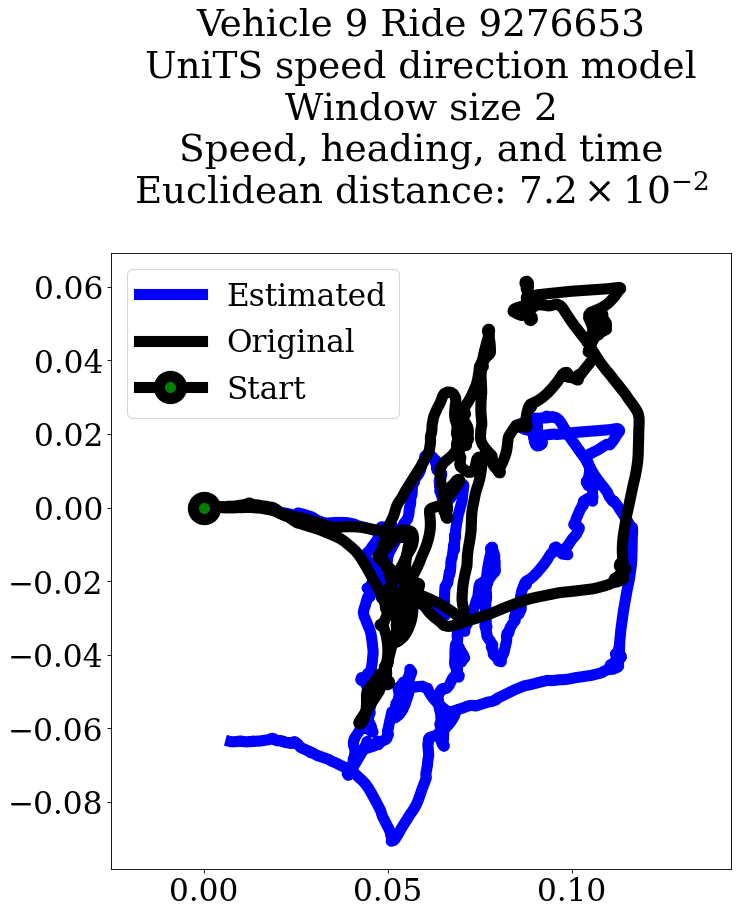 Vehicle 9 Ride 9276653
UniTS speed direction model
Window size 2
Speed, heading, and time
Euclidean distance: $7.2 \times 10^{-2}$
Estimated
Original
Start
0.06
0.04
0.02
0.00
−0.02
−0.04
−0.06
−0.08
0.00 0.05 0.10